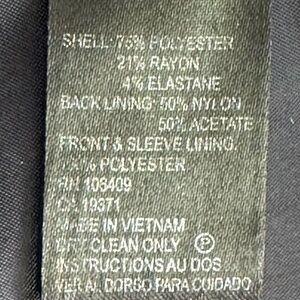 SHELL: 75% POLYESTER
21% RAYON
4% ELASTANE
BACK LINING: 50% NYLON
50% ACETATE
FRONT & SLEEVE LINING:
POLYESTER
RN 108409
CA 19371
MADE IN VIETNAM
DRY CLEAN ONLY Ⓟ
INSTRUCTIONS AU DOS
VER AL DORSO PARA CUIDADO